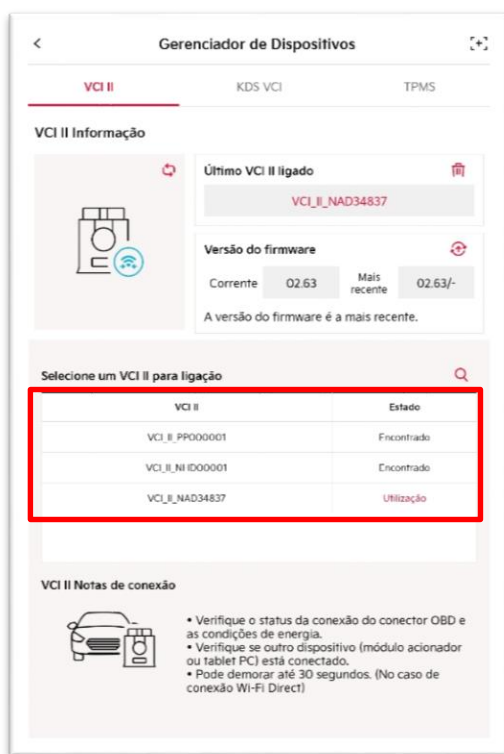 Gerenciador de Dispositivos
VCI II KDS VCI TPMS
VCI II Informação
Último VCI II ligado
VCI_II_NAD34837
Versão do firmware
Corrente 02.63 Mais recente 02.63/-
A versão do firmware é a mais recente.
Selecione um VCI II para ligação
VCI II Estado
VCI_II_PP000001 Encontrado
VCI_II_NI ID00001 Encontrado
VCI_II_NAD34837 Utilização
VCI II Notas de conexão
• Verifique o status da conexão do conector OBD e
as condições de energia.
• Verifique se outro dispositivo (módulo acionador
ou tablet PC) está conectado.
• Pode demorar até 30 segundos. (No caso de
conexão Wi-Fi Direct)